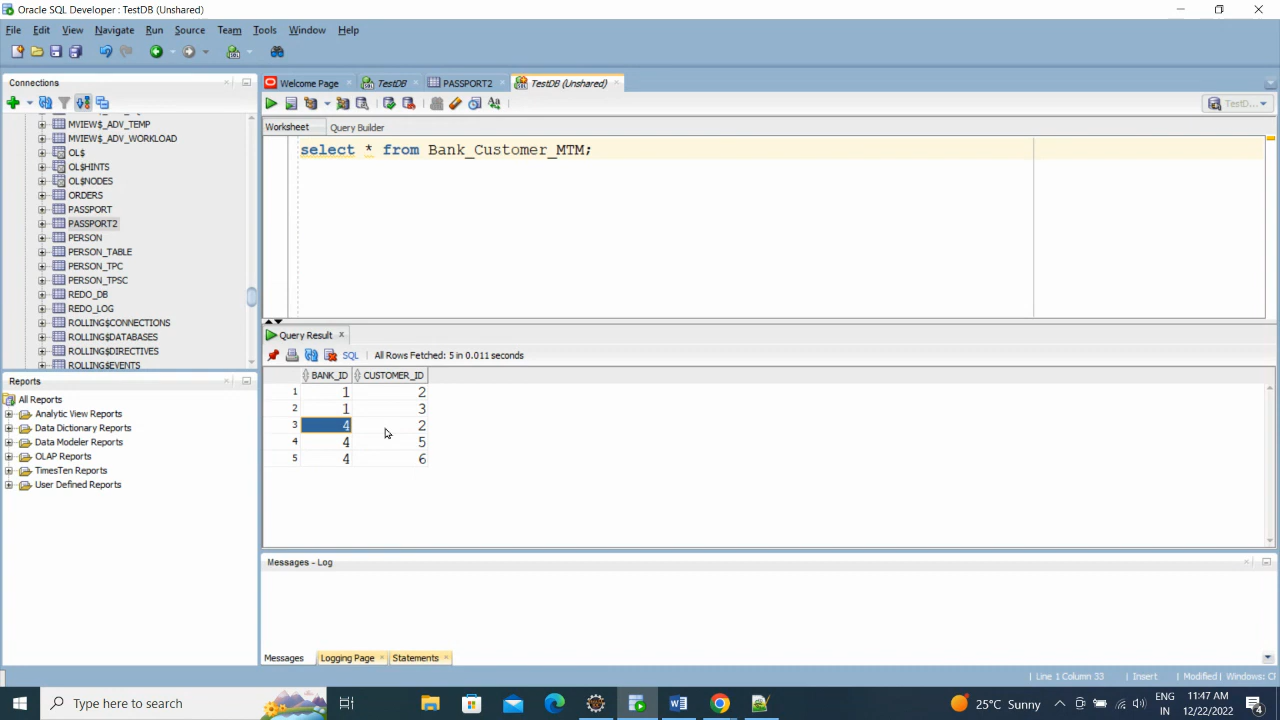 Oracle SQL Developer : TestDB (Unshared)
File Edit View Navigate Run Source Team Tools Window Help
Connections
Welcome Page TestDB PASSPORT2 TestDB (Unshared)
TestD...
MVIEW$_ADV_TEMP
MVIEW$_ADV_WORKLOAD
OL$
OL$HINTS
OL$NODES
ORDERS
PASSPORT
PASSPORT2
PERSON
PERSON_TABLE
PERSON_TPC
PERSON_TPSC
REDO_DB
REDO_LOG
ROLLING$CONNECTIONS
ROLLING$DATABASES
ROLLING$DIRECTIVES
ROLLING$EVENTS
Reports
All Reports
Analytic View Reports
Data Dictionary Reports
Data Modeler Reports
OLAP Reports
TimesTen Reports
User Defined Reports
Worksheet Query Builder
select * from Bank_Customer_MTM;
Query Result
SQL | All Rows Fetched: 5 in 0.011 seconds
BANK_ID CUSTOMER_ID
1 1 2
2 1 3
3 4 2
4 4 5
5 4 6
Messages - Log
Messages Logging Page Statements
Line 1 Column 33 | Insert | Modified | Windows: C
Type here to search
25°C Sunny
ENG
IN
11:47 AM
12/22/2022
4